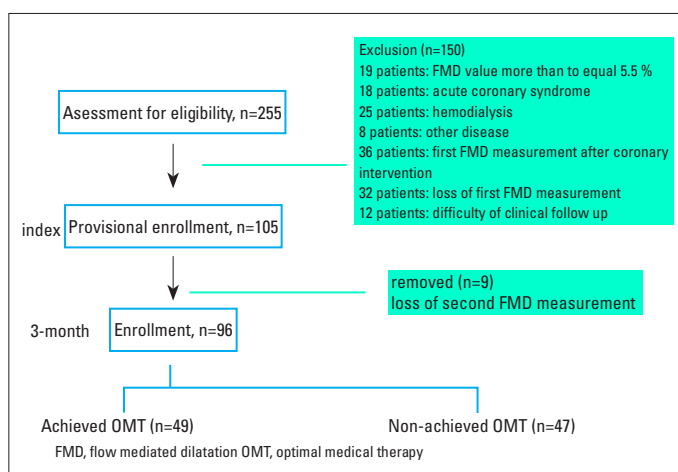 Exclusion (n=150)
19 patients: FMD value more than to equal 5.5 %
18 patients: acute coronary syndrome
25 patients: hemodialysis
8 patients: other disease
36 patients: first FMD measurement after coronary
intervention
32 patients: loss of first FMD measurement
12 patients: difficulty of clinical follow up
Asessment for eligibility, n=255
index
Provisional enrollment, n=105
removed (n=9)
loss of second FMD measurement
3-month
Enrollment, n=96
Achieved OMT (n=49)
Non-achieved OMT (n=47)
FMD, flow mediated dilatation OMT, optimal medical therapy